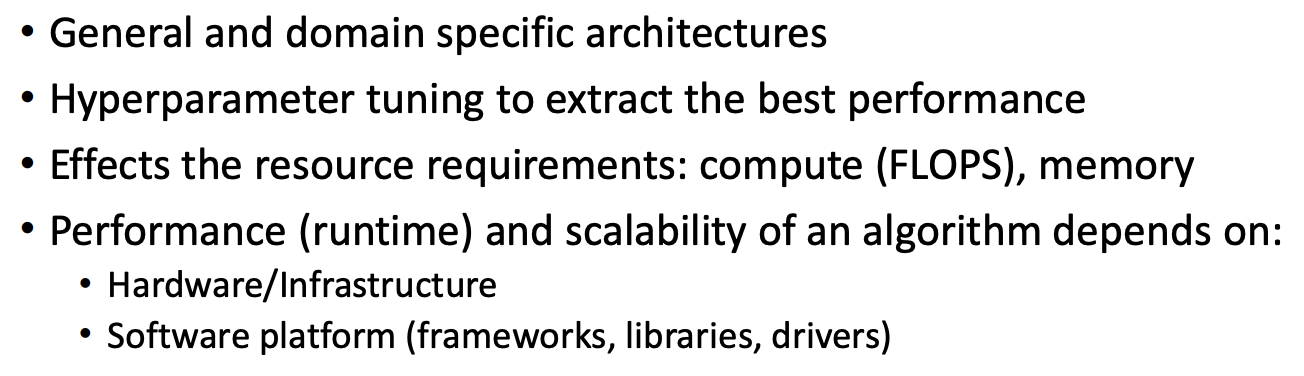 • General and domain specific architectures
• Hyperparameter tuning to extract the best performance
• Effects the resource requirements: compute (FLOPS), memory
• Performance (runtime) and scalability of an algorithm depends on:
• Hardware/Infrastructure
• Software platform (frameworks, libraries, drivers)